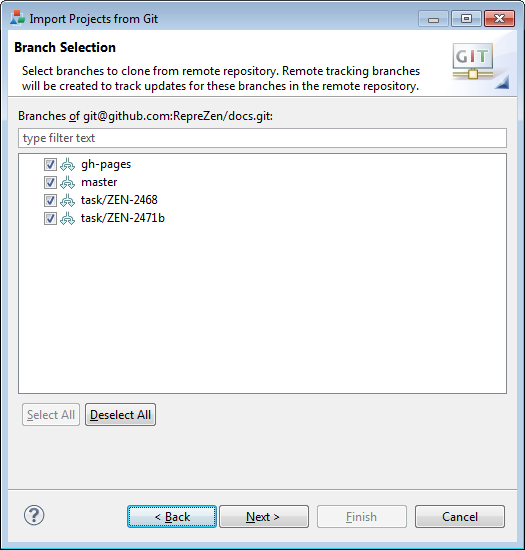 Import Projects from Git
Branch Selection
GIT
Select branches to clone from remote repository. Remote tracking branches
will be created to track updates for these branches in the remote repository.
Branches of git@github.com:RepreZen/docs.git:
type filter text
gh-pages
master
task/ZEN-2468
task/ZEN-2471b
Select All Deselect All
? < Back Next > Finish Cancel